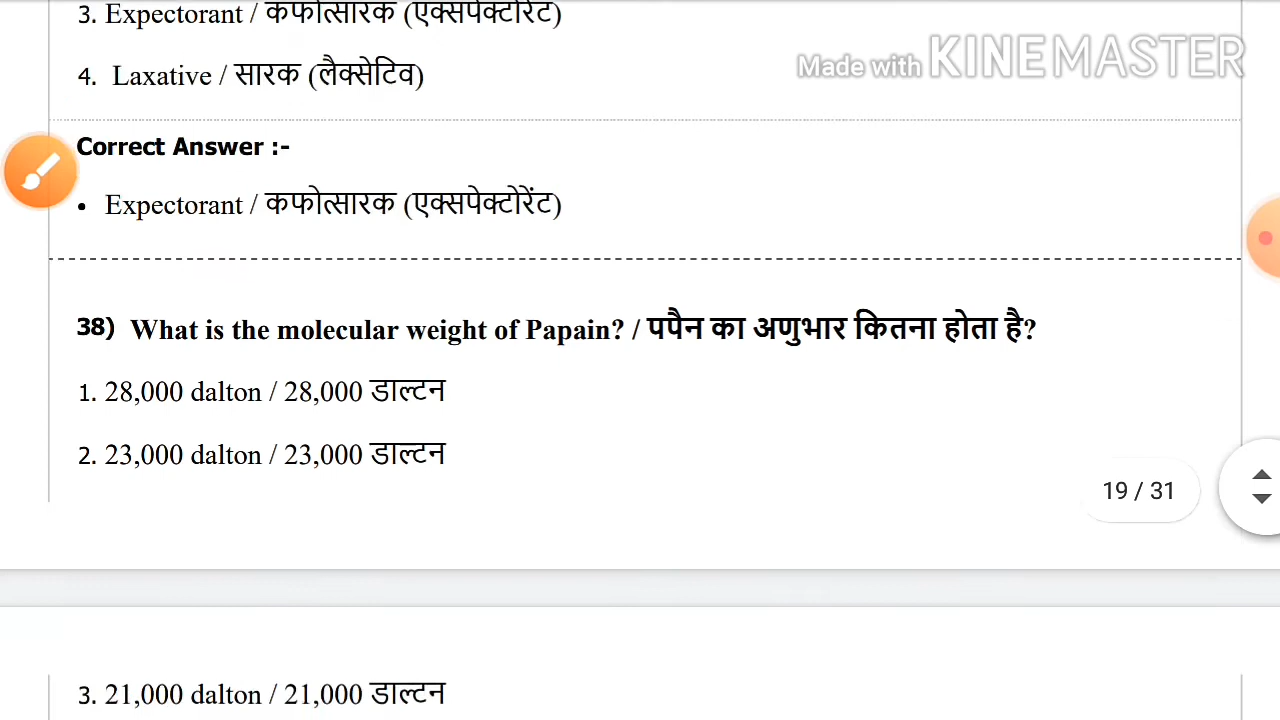 3. Expectorant / कफोत्सारक (एक्सपेक्टोरेंट)
Made with KINEMASTER
4. Laxative / सारक (लैक्सेटिव)
Correct Answer :-
• Expectorant / कफोत्सारक (एक्सपेक्टोरेंट)
38) What is the molecular weight of Papain? / पपैन का अणुभार कितना होता है?
1. 28,000 dalton / 28,000 डाल्टन
2. 23,000 dalton / 23,000 डाल्टन
19 / 31
3. 21,000 dalton / 21,000 डाल्टन